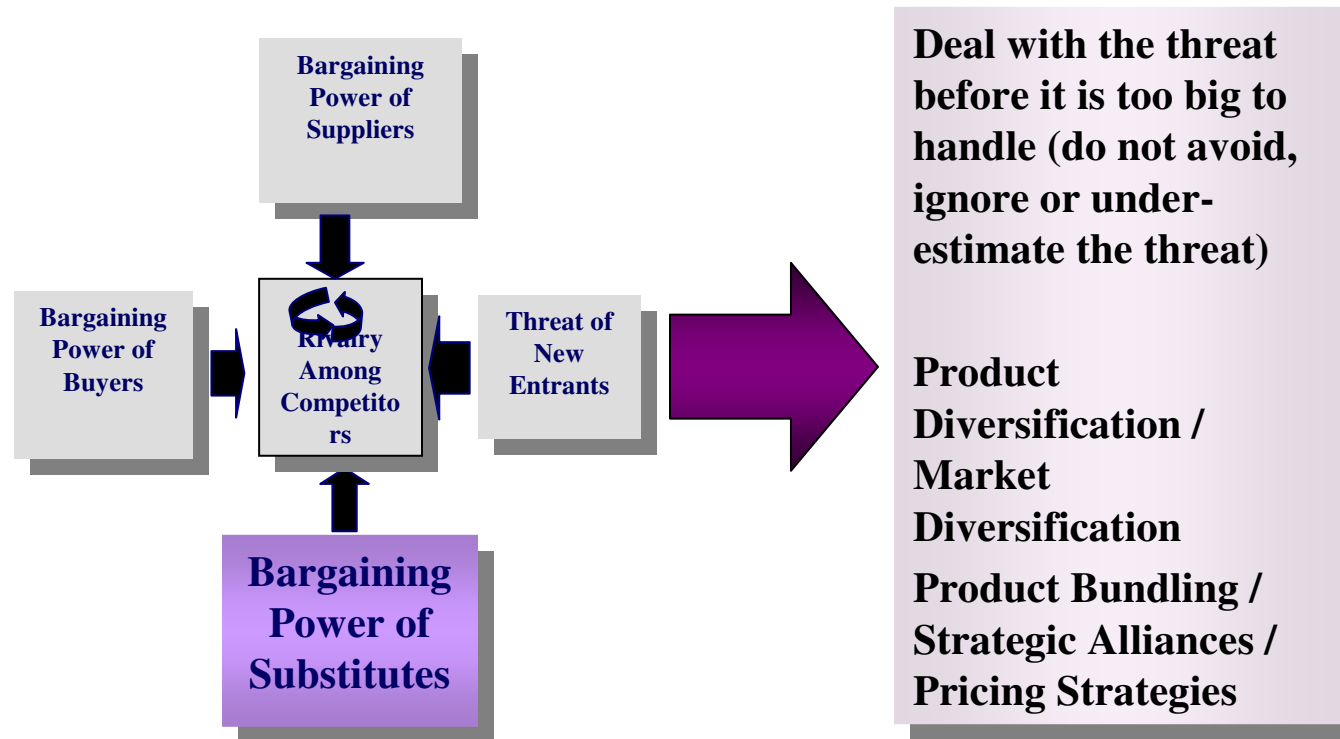 Bargaining
Power of
Suppliers
Bargaining
Power of
Buyers
Rivalry
Among
Competito
rs
Threat of
New
Entrants
Bargaining
Power of
Substitutes
Deal with the threat
before it is too big to
handle (do not avoid,
ignore or under-
estimate the threat)
Product
Diversification /
Market
Diversification
Product Bundling /
Strategic Alliances /
Pricing Strategies